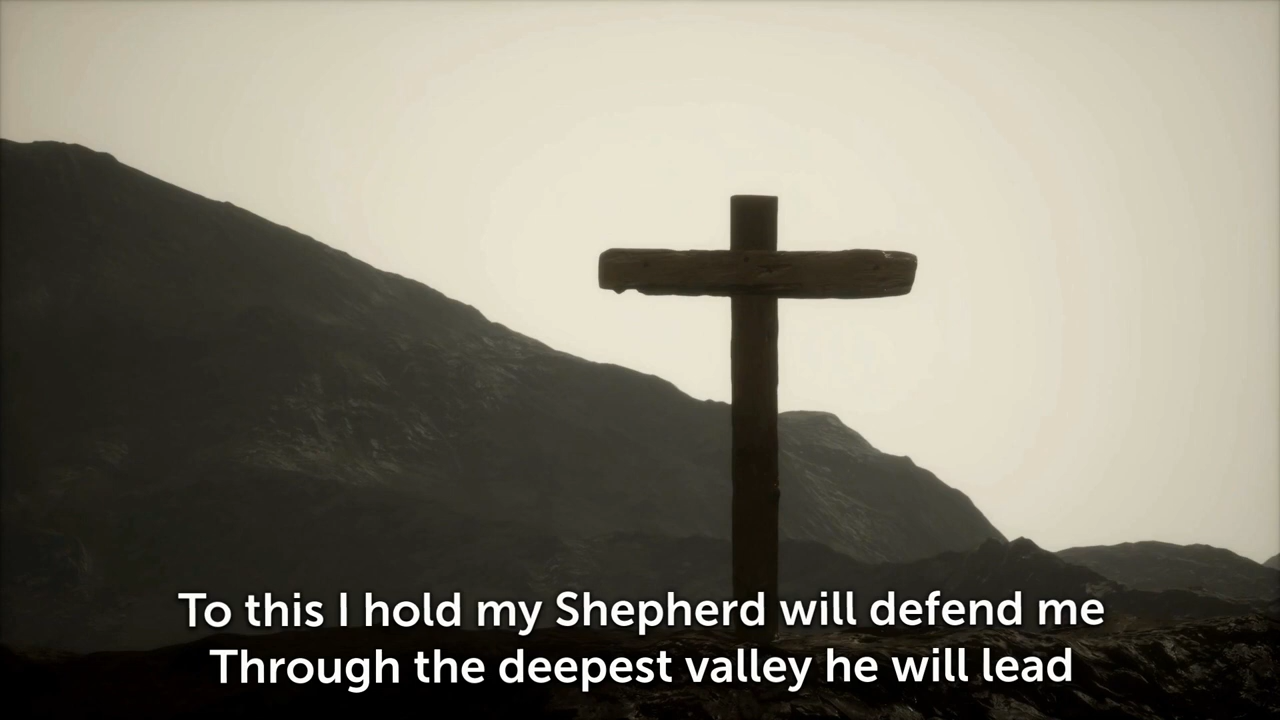 To this I hold my Shepherd will defend me
Through the deepest valley he will lead